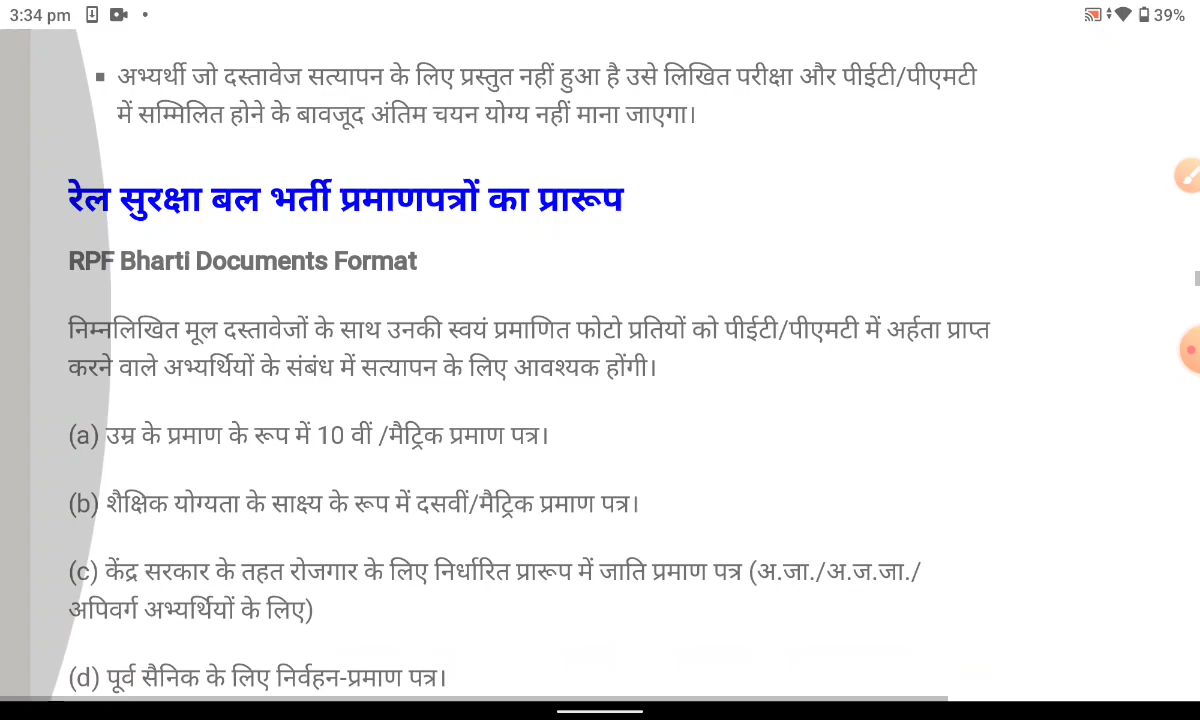 3:34 pm
39%
▪ अभ्यर्थी जो दस्तावेज सत्यापन के लिए प्रस्तुत नहीं हुआ है उसे लिखित परीक्षा और पीईटी/पीएमटी
में सम्मिलित होने के बावजूद अंतिम चयन योग्य नहीं माना जाएगा।
रेल सुरक्षा बल भर्ती प्रमाणपत्रों का प्रारूप
RPF Bharti Documents Format
निम्नलिखित मूल दस्तावेजों के साथ उनकी स्वयं प्रमाणित फोटो प्रतियों को पीईटी/पीएमटी में अर्हता प्राप्त
करने वाले अभ्यर्थियों के संबंध में सत्यापन के लिए आवश्यक होंगी।
(a) उम्र के प्रमाण के रूप में 10 वीं /मैट्रिक प्रमाण पत्र।
(b) शैक्षिक योग्यता के साक्ष्य के रूप में दसवीं/मैट्रिक प्रमाण पत्र।
(c) केंद्र सरकार के तहत रोजगार के लिए निर्धारित प्रारूप में जाति प्रमाण पत्र (अ.जा./अ.ज.जा./
अपिवर्ग अभ्यर्थियों के लिए)
(d) पूर्व सैनिक के लिए निर्वहन-प्रमाण पत्र।